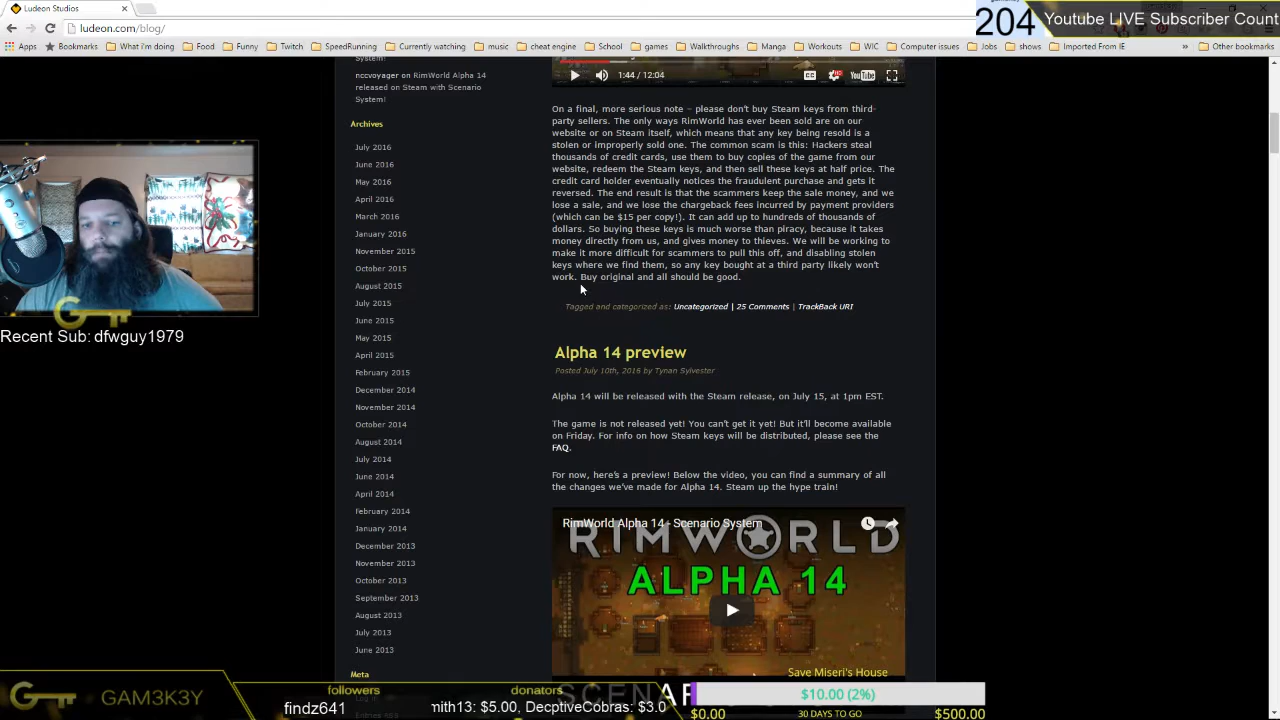 Ludeon Studios
ludeon.com/blog/
204
Youtube LIVE Subscriber Count
Apps
Bookmarks
What i'm doing
Food
Funny
Twitch
SpeedRunning
Currently watching
music
cheat engine
School
games
Walkthroughs
Manga
Workouts
WIC
Computer issues
Jobs
shows
Imported From IE
»
Other bookmarks
System!
nccvoyager on RimWorld Alpha 14
released on Steam with Scenario
System!
Archives
July 2016
June 2016
May 2016
April 2016
March 2016
January 2016
November 2015
October 2015
August 2015
July 2015
June 2015
May 2015
April 2015
February 2015
December 2014
November 2014
October 2014
August 2014
July 2014
June 2014
April 2014
February 2014
January 2014
December 2013
November 2013
October 2013
September 2013
August 2013
July 2013
June 2013
Meta
1:44 / 12:04
CC
HD
YouTube
On a final, more serious note – please don't buy Steam keys from third-
party sellers. The only ways RimWorld has ever been sold are on our
website or on Steam itself, which means that any key being resold is a
stolen or improperly sold one. The common scam is this: Hackers steal
thousands of credit cards, use them to buy copies of the game from our
website, redeem the Steam keys, and then sell these keys at half price. The
credit card holder eventually notices the fraudulent purchase and gets it
reversed. The end result is that the scammers keep the sale money, and we
lose a sale, and we lose the chargeback fees incurred by payment providers
(which can be $15 per copy!). It can add up to hundreds of thousands of
dollars. So buying these keys is much worse than piracy, because it takes
money directly from us, and gives money to thieves. We will be working to
make it more difficult for scammers to pull this off, and disabling stolen
keys where we find them, so any key bought at a third party likely won't
work. Buy original and all should be good.
Tagged and categorized as: Uncategorized | 25 Comments | TrackBack URI
Alpha 14 preview
Posted July 10th, 2016 by Tynan Sylvester
Alpha 14 will be released with the Steam release, on July 15, at 1pm EST.
The game is not released yet! You can't get it yet! But it'll become available
on Friday. For info on how Steam keys will be distributed, please see the
FAQ.
For now, here's a preview! Below the video, you can find a summary of all
the changes we've made for Alpha 14. Steam up the hype train!
RimWorld Alpha 14 - Scenario System
RIMWORLD
ALPHA 14
Save Miseri's House
Recent Sub: dfwguy1979
GAM3K3Y
followers
findz641
donators
mith13: $5.00, DecptiveCobras: $3.0
$10.00 (2%)
$0.00
30 DAYS TO GO
$500.00